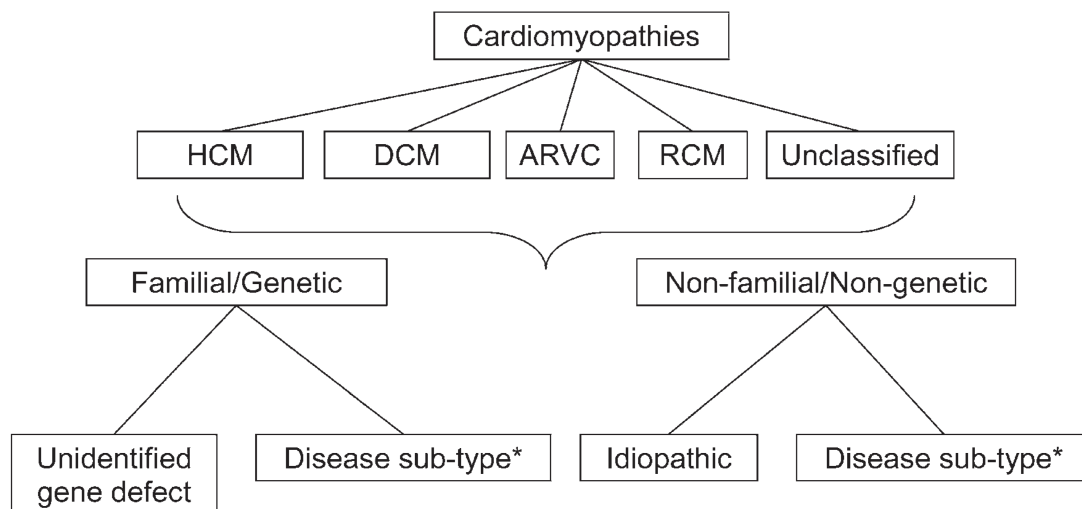 Cardiomyopathies
HCM
DCM
ARVC
RCM
Unclassified
Familial/Genetic
Non-familial/Non-genetic
Unidentified
gene defect
Disease sub-type*
Idiopathic
Disease sub-type*